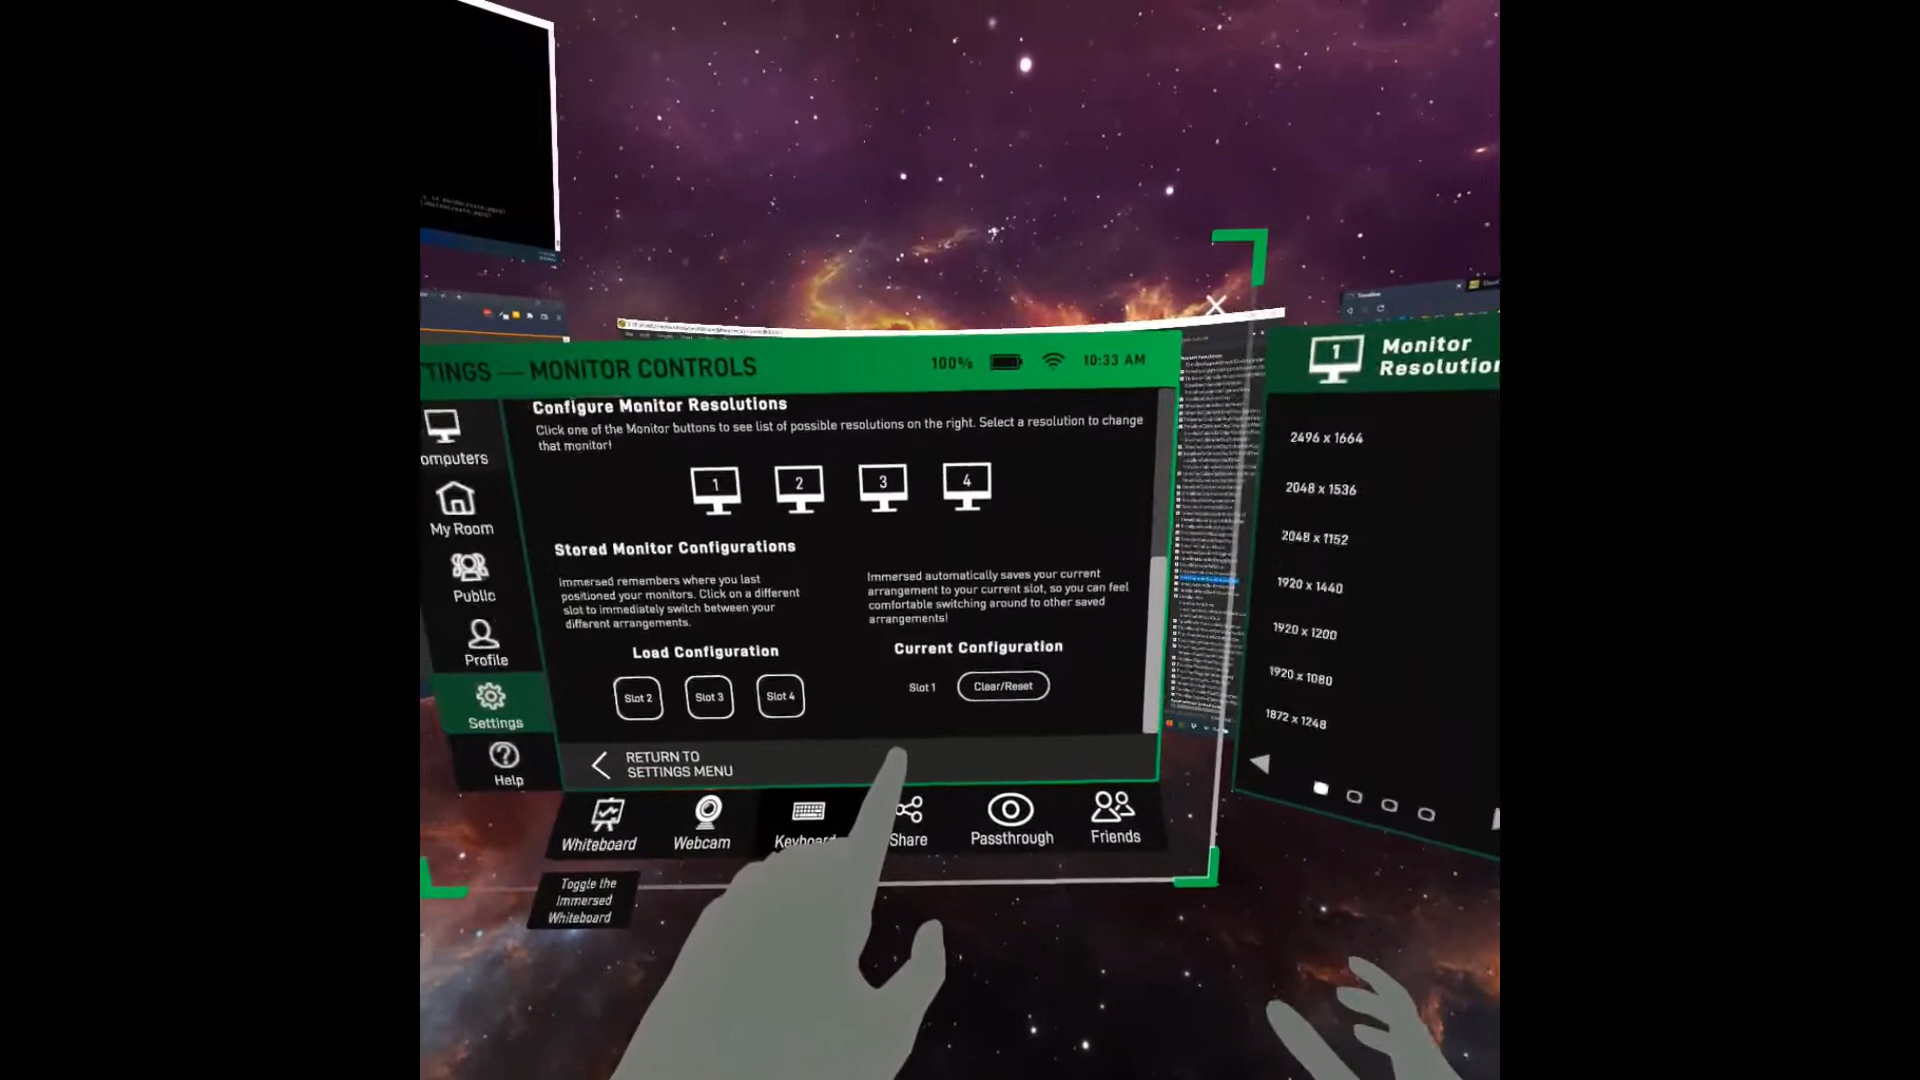 TINGS — MONITOR CONTROLS
100%
10:33 AM
Configure Monitor Resolutions
Click one of the Monitor buttons to see list of possible resolutions on the right. Select a resolution to change
that monitor!
1
2
3
4
Stored Monitor Configurations
Immersed remembers where you last
positioned your monitors. Click on a different
slot to immediately switch between your
different arrangements.
Immersed automatically saves your current
arrangement to your current slot, so you can feel
comfortable switching around to other saved
arrangements!
Load Configuration
Slot 2
Slot 3
Slot 4
Current Configuration
Slot 1
Clear/Reset
RETURN TO
SETTINGS MENU
omputers
My Room
Public
Profile
Settings
Help
Whiteboard
Webcam
Keyboard
Share
Passthrough
Friends
Toggle the
Immersed
Whiteboard
1
Monitor
Resolution
2496 x 1664
2048 x 1536
2048 x 1152
1920 x 1440
1920 x 1200
1920 x 1080
1872 x 1248